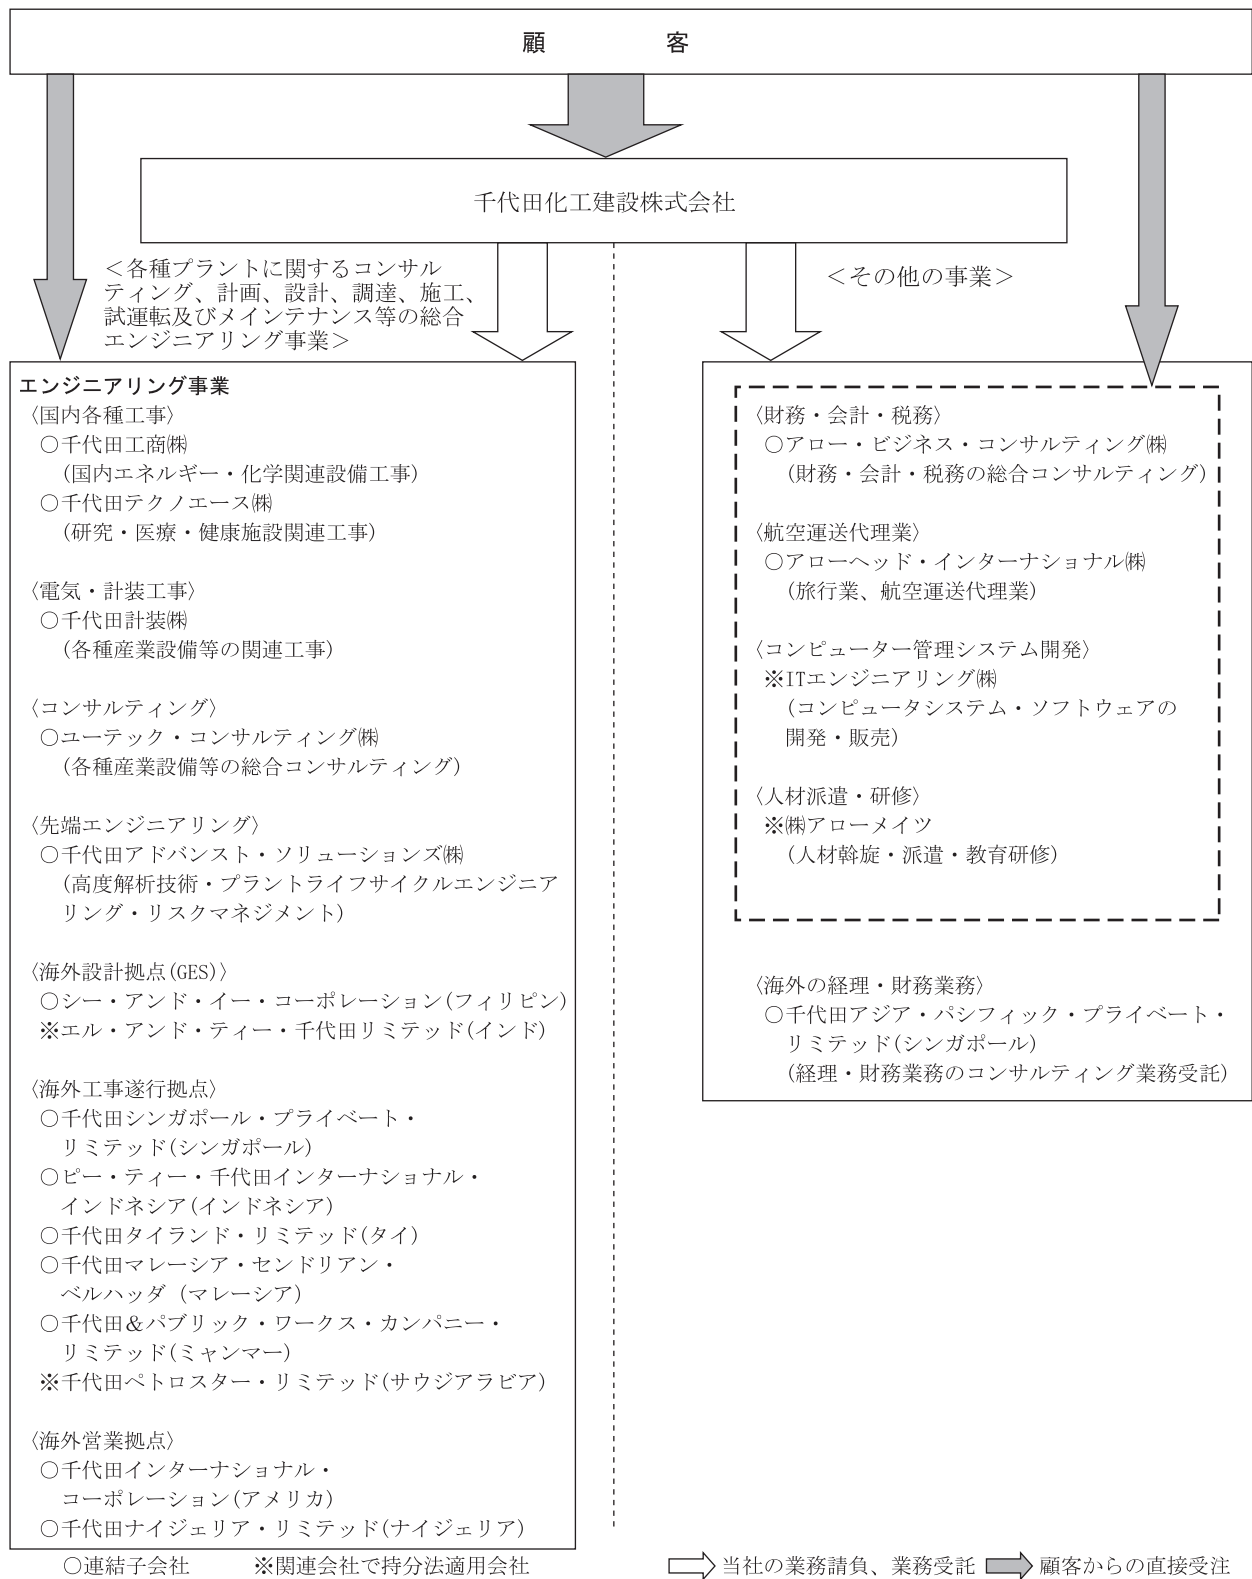 顧客
千代田化工建設株式会社
＜各種プラントに関するコンサル
ティング、計画、設計、調達、施工、
試運転及びメインテナンス等の総合
エンジニアリング事業＞
＜その他の事業＞
エンジニアリング事業
〈国内各種工事〉
○千代田工商㈱
(国内エネルギー・化学関連設備工事)
○千代田テクノエース㈱
(研究・医療・健康施設関連工事)
〈電気・計装工事〉
○千代田計装㈱
(各種産業設備等の関連工事)
〈コンサルティング〉
○ユーテック・コンサルティング㈱
(各種産業設備等の総合コンサルティング)
〈先端エンジニアリング〉
○千代田アドバンスト・ソリューションズ㈱
(高度解析技術・プラントライフサイクルエンジニア
リング・リスクマネジメント)
〈海外設計拠点(GES)〉
○シー・アンド・イー・コーポレーション(フィリピン)
※エル・アンド・ティー・千代田リミテッド(インド)
〈海外工事遂行拠点〉
○千代田シンガポール・プライベート・
リミテッド(シンガポール)
○ピー・ティー・千代田インターナショナル・
インドネシア(インドネシア)
○千代田タイランド・リミテッド(タイ)
○千代田マレーシア・センドリアン・
ベルハッダ (マレーシア)
○千代田＆パブリック・ワークス・カンパニー・
リミテッド(ミャンマー)
※千代田ペトロスター・リミテッド(サウジアラビア)
〈海外営業拠点〉
○千代田インターナショナル・
コーポレーション(アメリカ)
○千代田ナイジェリア・リミテッド(ナイジェリア)
〈財務・会計・税務〉
○アロー・ビジネス・コンサルティング㈱
(財務・会計・税務の総合コンサルティング)
〈航空運送代理業〉
○アローヘッド・インターナショナル㈱
(旅行業、航空運送代理業)
〈コンピューター管理システム開発〉
※ITエンジニアリング㈱
(コンピュータシステム・ソフトウェアの
開発・販売)
〈人材派遣・研修〉
※㈱アローメイツ
(人材斡旋・派遣・教育研修)
〈海外の経理・財務業務〉
○千代田アジア・パシフィック・プライベート・
リミテッド(シンガポール)
(経理・財務業務のコンサルティング業務受託)
○連結子会社 ※関連会社で持分法適用会社 当社の業務請負、業務受託 顧客からの直接受注